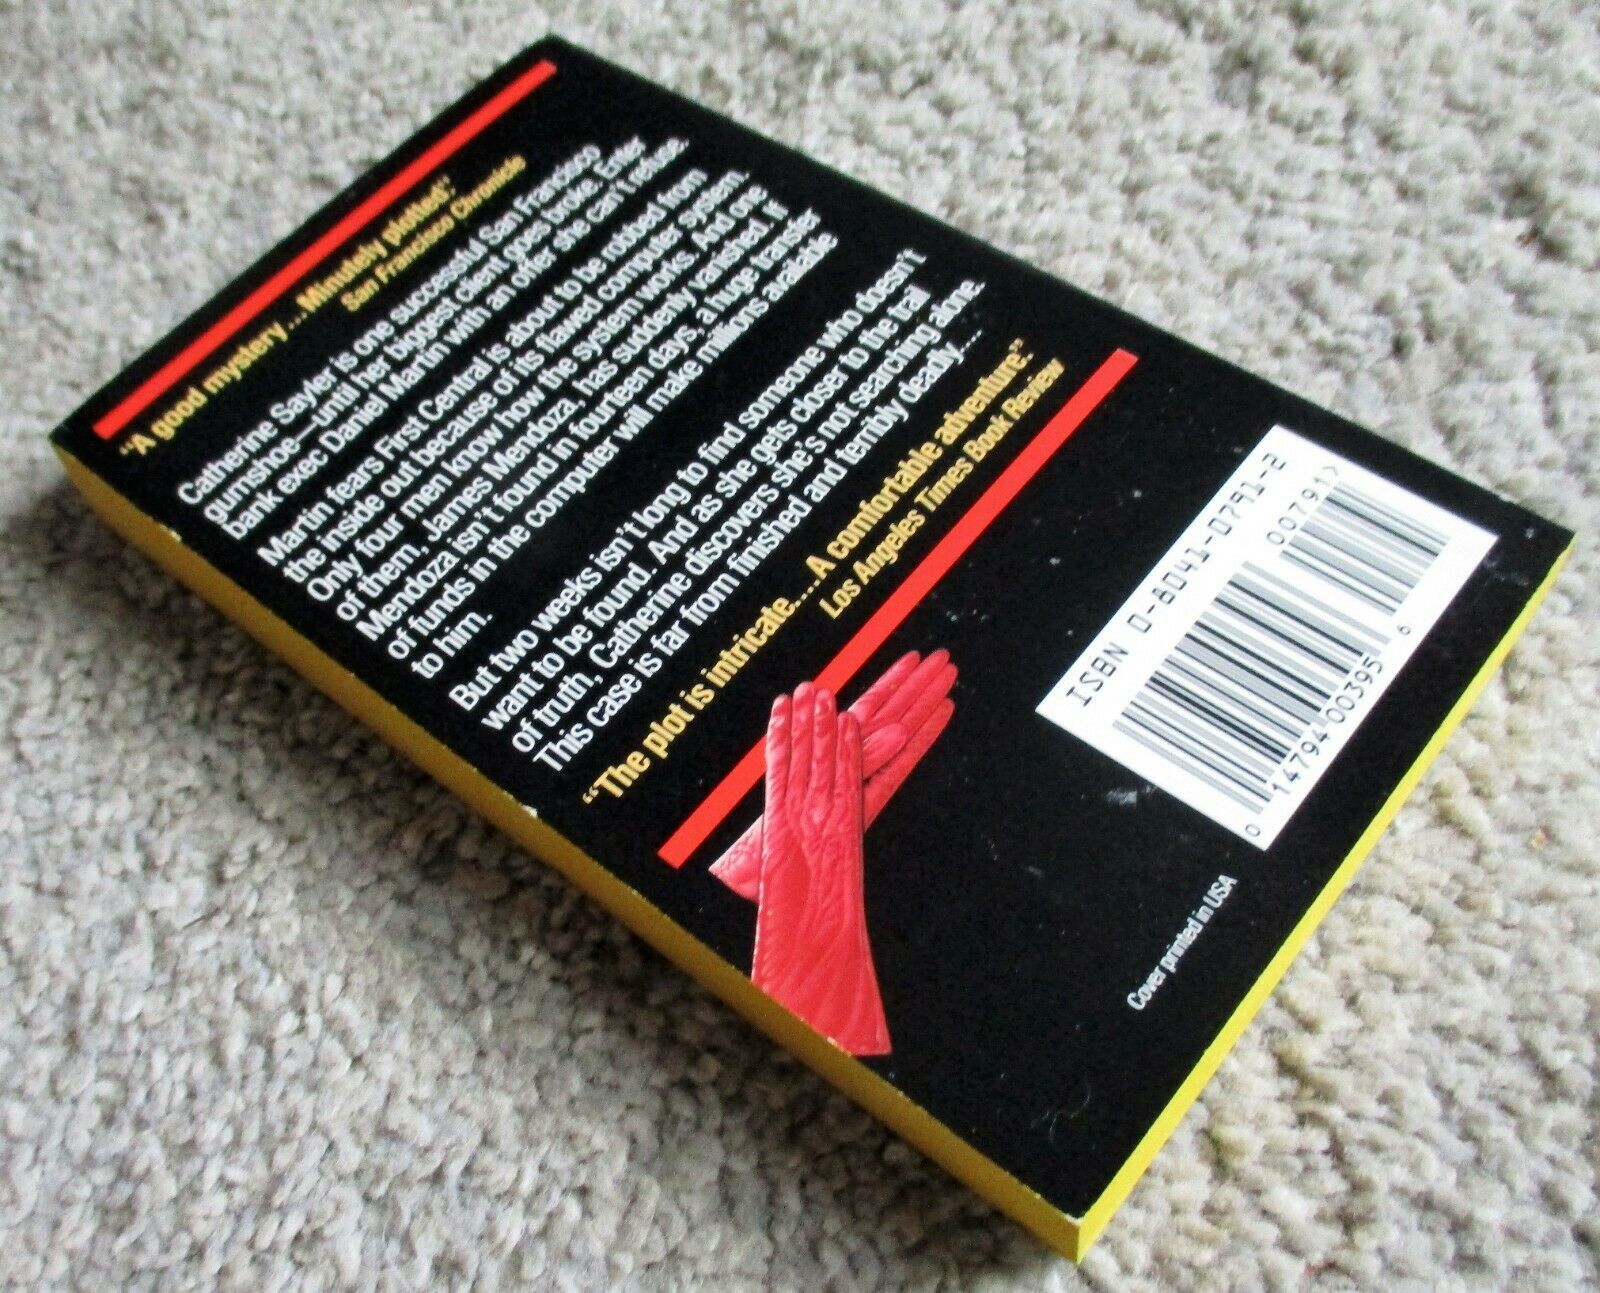 “A good mystery...Minutely plotted.”
San Francisco Chronicle
Catherine Sayler is one successful San Francisco
gumshoe—until her biggest client goes broke. Enter
bank exec Daniel Martin with an offer she can't refuse.
Martin fears First Central is about to be robbed from
the inside out because of its flawed computer system.
Only four men know how the system works. And one
of them, James Mendoza, has suddenly vanished. If
Mendoza isn't found in fourteen days, a huge transfer
of funds in the computer will make millions available
to him.
But two weeks isn't long to find someone who doesn't
want to be found. And as she gets closer to the trail
of truth, Catherine discovers she's not searching alone.
This case is far from finished and terribly deadly....
“The plot is intricate....A comfortable adventure.”
Los Angeles Times Book Review
ISBN 0-8041-0791-2
00791>
0 14794 00395 6
Cover printed in USA